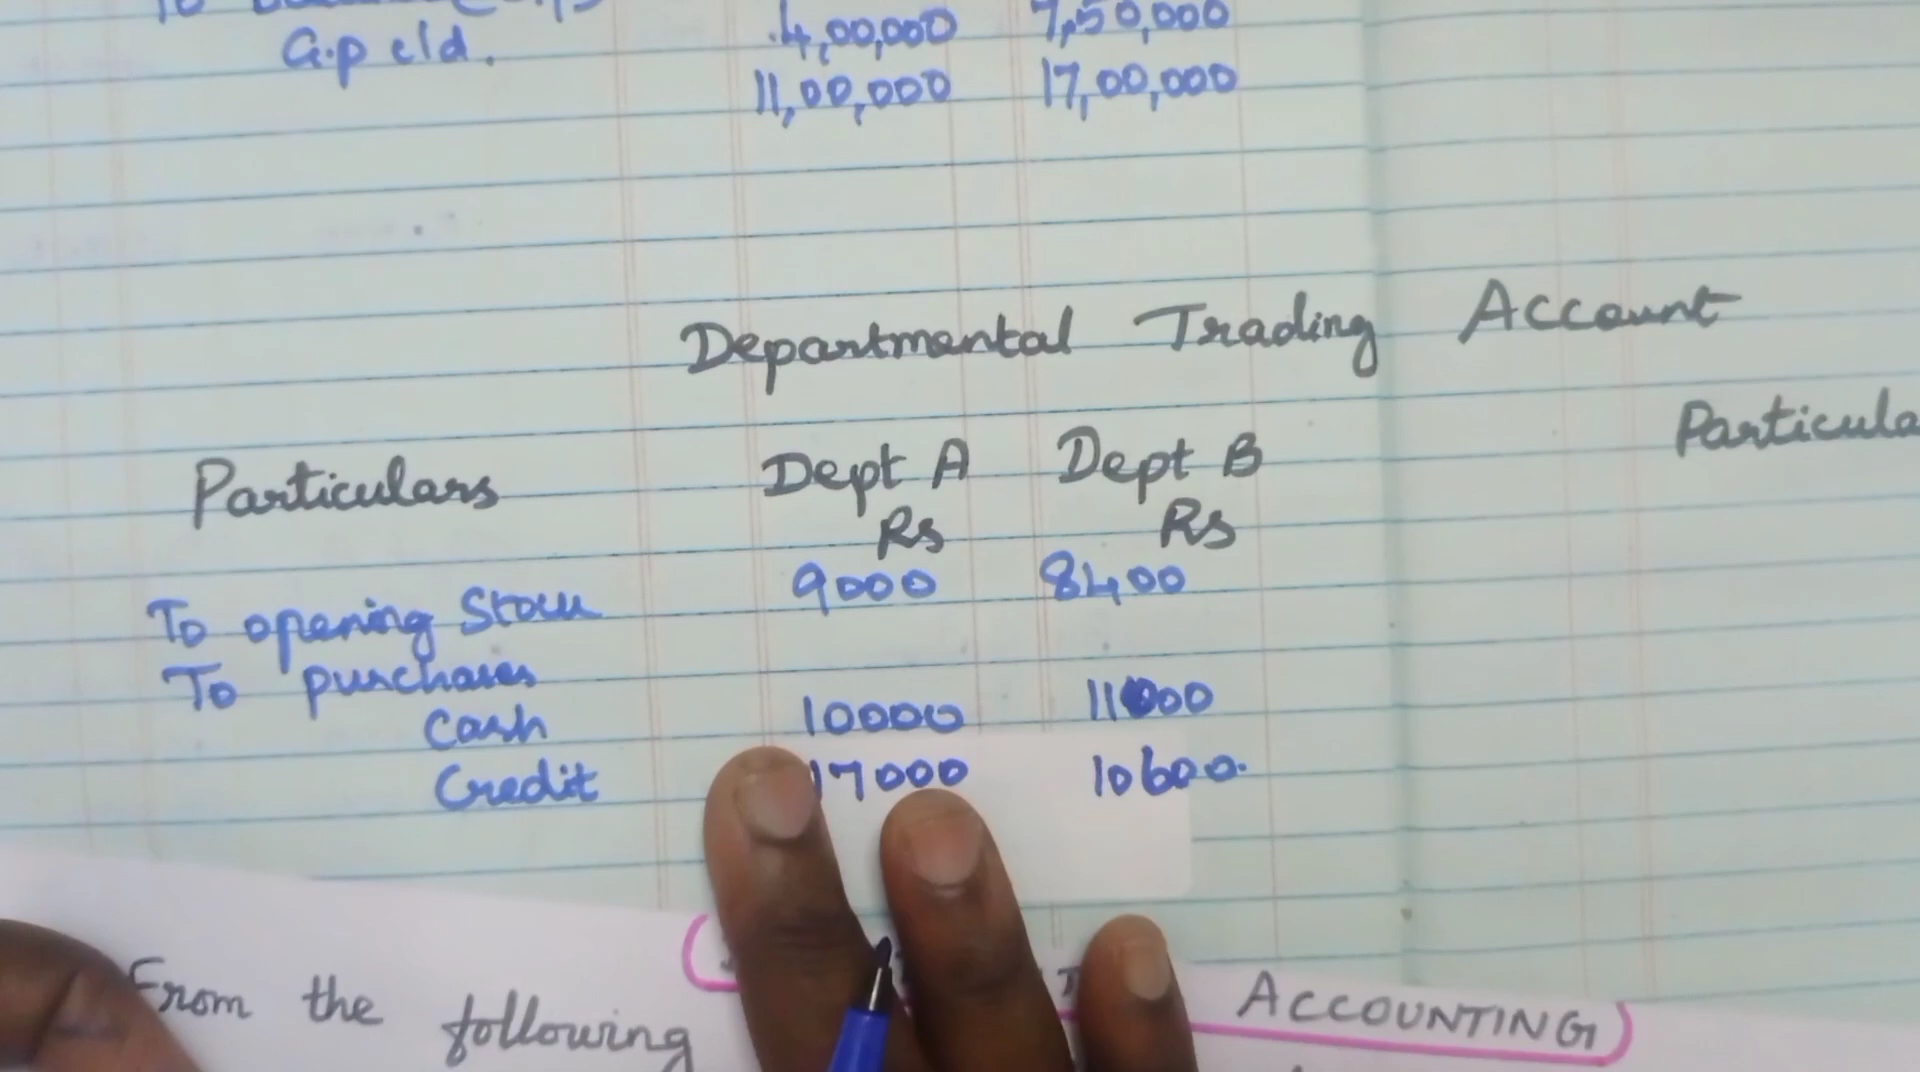 To
G.P c/d. 4,00,000 7,50,000
11,00,000 17,00,000
Departmental Trading Account
Particulars Dept A Dept B Particula
Rs Rs
To opening Stock 9000 8400
To purchases
Cash 10000 11000
Credit 17000 10600.
ACCOUNTING
From the following